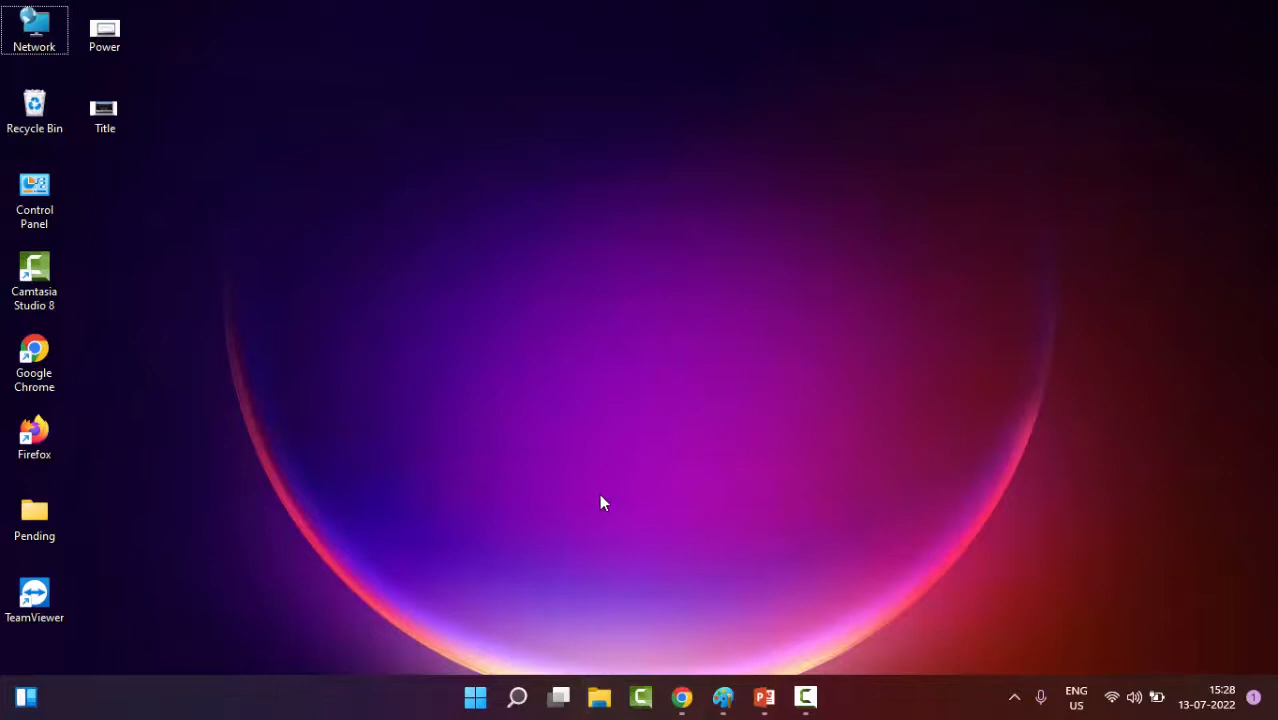 Network
Power
Recycle Bin
Title
Control
Panel
Camtasia
Studio 8
Google
Chrome
Firefox
Pending
TeamViewer
ENG
US
15:28
13-07-2022
1